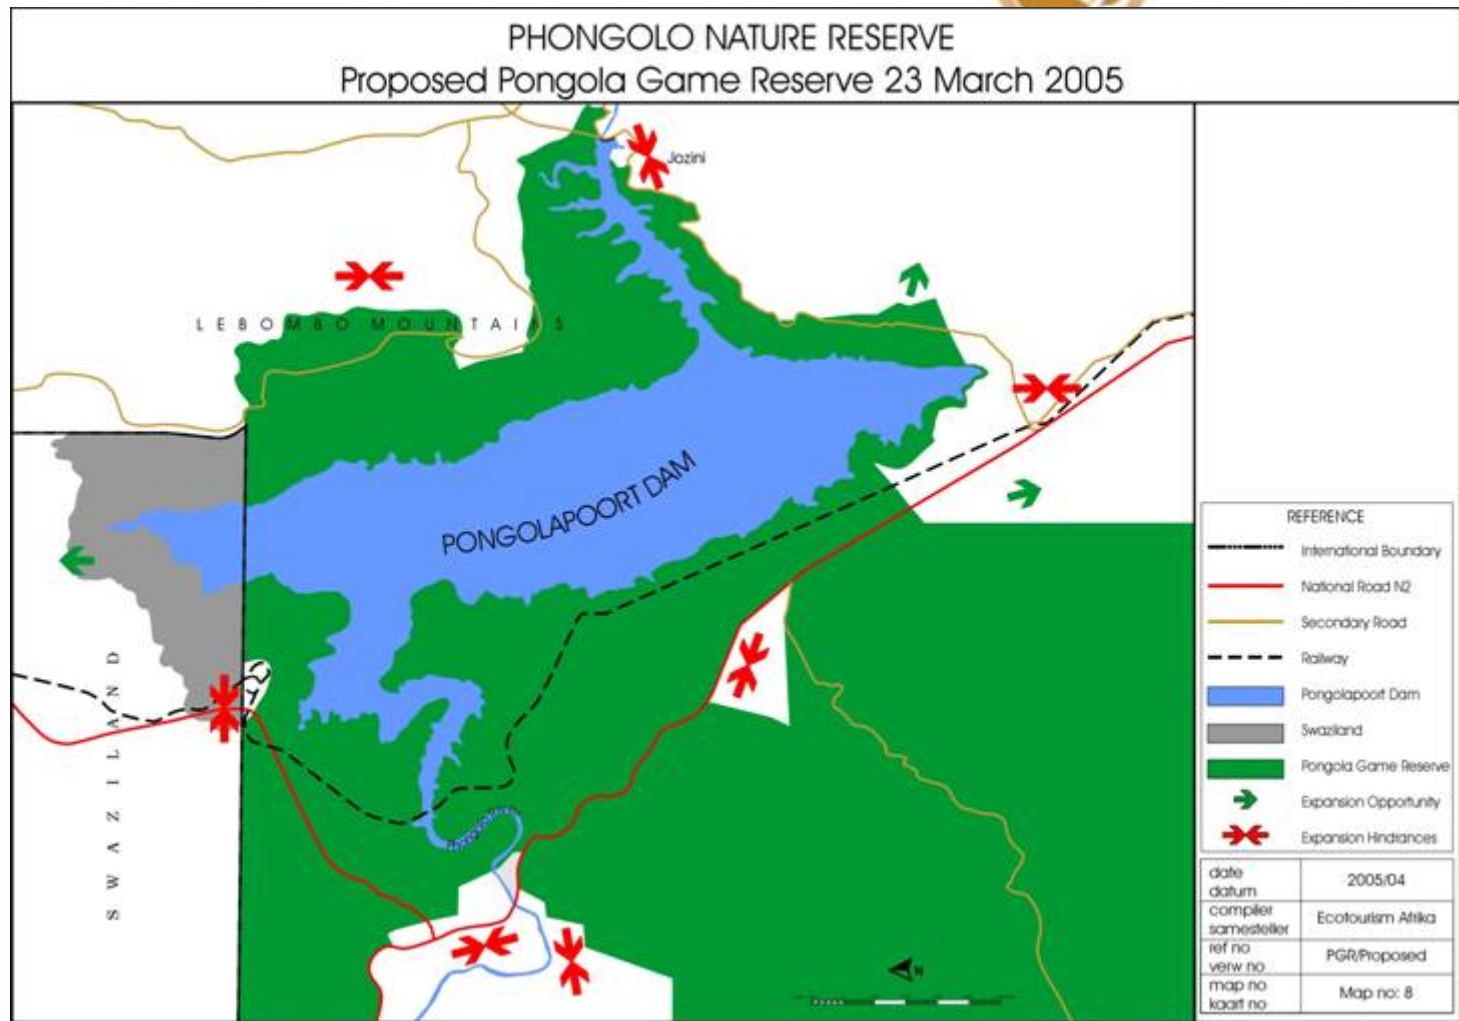 PHONGOLO NATURE RESERVE
Proposed Pongola Game Reserve 23 March 2005
Jozini
LEBOMBO MOUNTAINS
PONGOLAPOORT DAM
SWAZILAND
N
REFERENCE
International Boundary
National Road N2
Secondary Road
Railway
Pongolapoort Dam
Swaziland
Pongola Game Reserve
Expansion Opportunity
Expansion Hindrances
date
datum
2005/04
compiler
samesteller
Ecotourism Afrika
ref no
verw no
PGR/Proposed
map no
kaart no
Map no: 8